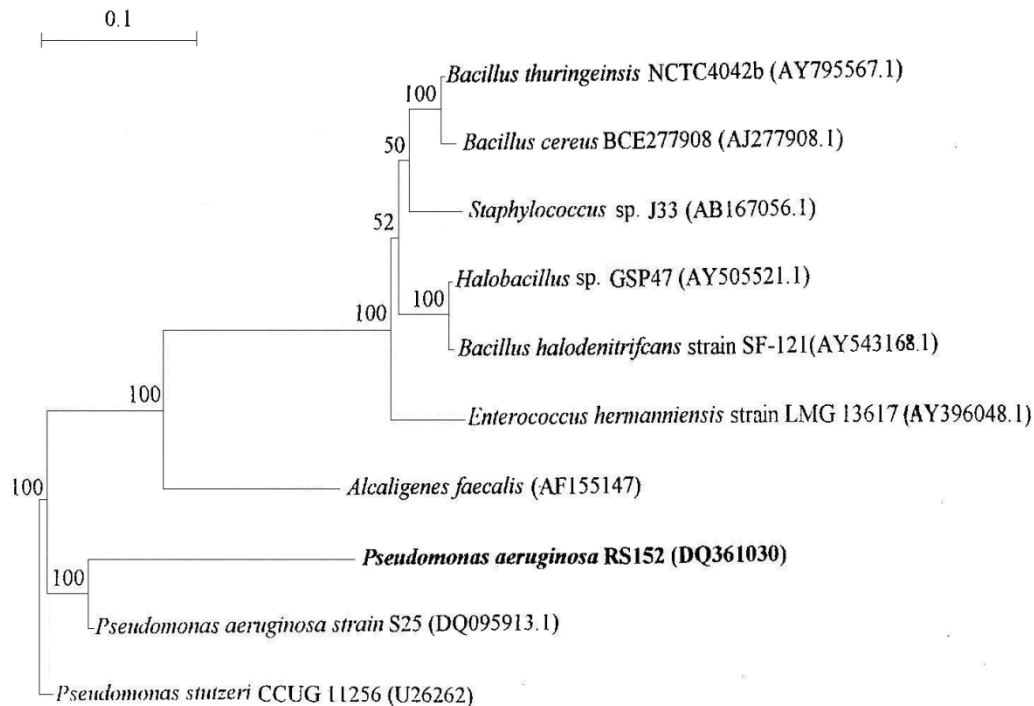 0.1
Bacillus thuringeinsis NCTC4042b (AY795567.1)
100
Bacillus cereus BCE277908 (AJ277908.1)
50
Staphylococcus sp. J33 (AB167056.1)
52
Halobacillus sp. GSP47 (AY505521.1)
100
100
Bacillus halodenitrifcans strain SF-121(AY543168.1)
100
Enterococcus hermanniensis strain LMG 13617 (AY396048.1)
100
Alcaligenes faecalis (AF155147)
Pseudomonas aeruginosa RS152 (DQ361030)
100
Pseudomonas aeruginosa strain S25 (DQ095913.1)
Pseudomonas stutzeri CCUG 11256 (U26262)